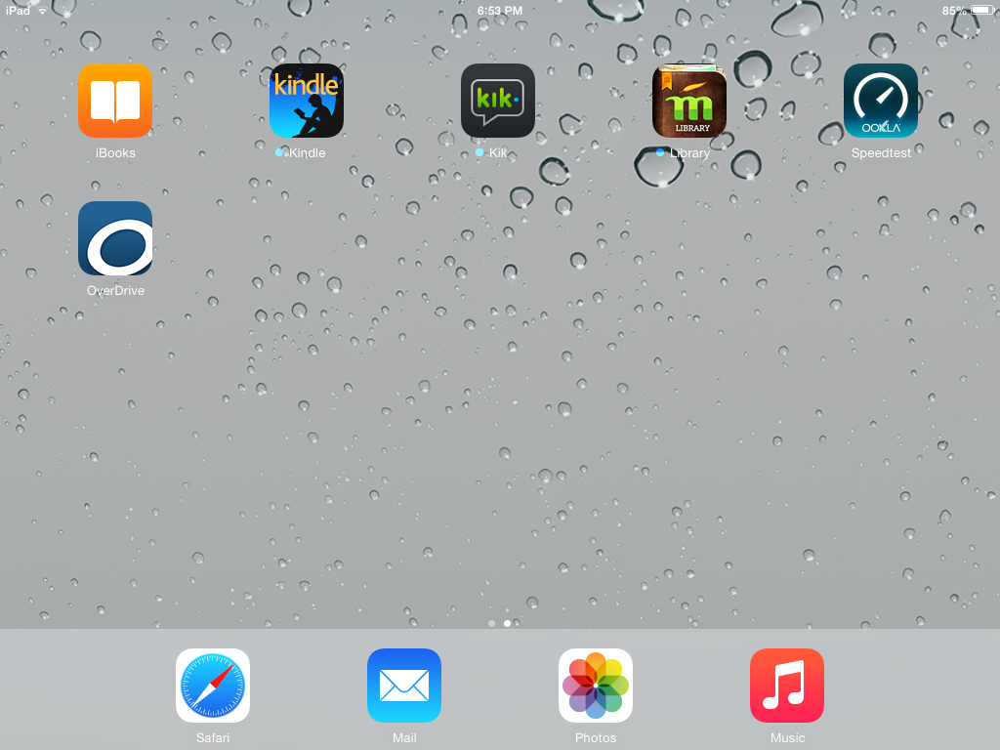 iPad 6:53 PM 85%
kindle
kik
m
LIBRARY
OOKLA
iBooks Kindle Kik Library Speedtest
OverDrive
Safari Mail Photos Music